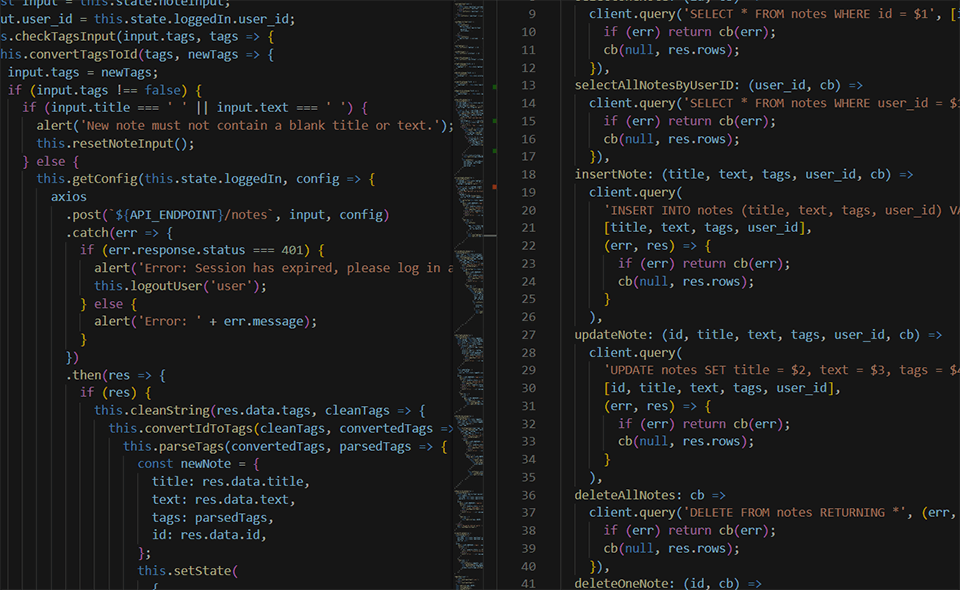 st input = this.state.noteInput;
ut.user_id = this.state.loggedIn.user_id;
s.checkTagsInput(input.tags, tags => {
his.convertTagsToId(tags, newTags => {
input.tags = newTags;
if (input.tags !== false) {
if (input.title === ' ' || input.text === ' ') {
alert('New note must not contain a blank title or text.');
this.resetNoteInput();
} else {
this.getConfig(this.state.loggedIn, config => {
axios
.post(`${API_ENDPOINT}/notes`, input, config)
.catch(err => {
if (err.response.status === 401) {
alert('Error: Session has expired, please log in a
this.logoutUser('user');
} else {
alert('Error: ' + err.message);
}
})
.then(res => {
if (res) {
this.cleanString(res.data.tags, cleanTags => {
this.convertIdToTags(cleanTags, convertedTags =>
this.parseTags(convertedTags, parsedTags => {
const newNote = {
title: res.data.title,
text: res.data.text,
tags: parsedTags,
id: res.data.id,
};
this.setState(
{
9 client.query('SELECT * FROM notes WHERE id = $1', [i
10 if (err) return cb(err);
11 cb(null, res.rows);
12 }),
13 selectAllNotesByUserID: (user_id, cb) =>
14 client.query('SELECT * FROM notes WHERE user_id = $1
15 if (err) return cb(err);
16 cb(null, res.rows);
17 }),
18 insertNote: (title, text, tags, user_id, cb) =>
19 client.query(
20 'INSERT INTO notes (title, text, tags, user_id) VA
21 [title, text, tags, user_id],
22 (err, res) => {
23 if (err) return cb(err);
24 cb(null, res.rows);
25 }
26 ),
27 updateNote: (id, title, text, tags, user_id, cb) =>
28 client.query(
29 'UPDATE notes SET title = $2, text = $3, tags = $4
30 [id, title, text, tags, user_id],
31 (err, res) => {
32 if (err) return cb(err);
33 cb(null, res.rows);
34 }
35 ),
36 deleteAllNotes: cb =>
37 client.query('DELETE FROM notes RETURNING *', (err,
38 if (err) return cb(err);
39 cb(null, res.rows);
40 }),
41 deleteOneNote: (id, cb) =>